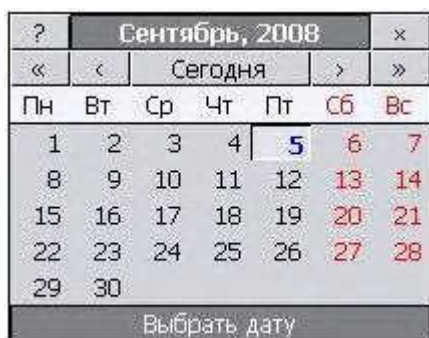 ? Сентябрь, 2008 ×
« ‹ Сегодня › »
Пн Вт Ср Чт Пт Сб Вс
1 2 3 4 5 6 7
8 9 10 11 12 13 14
15 16 17 18 19 20 21
22 23 24 25 26 27 28
29 30
Выбрать дату